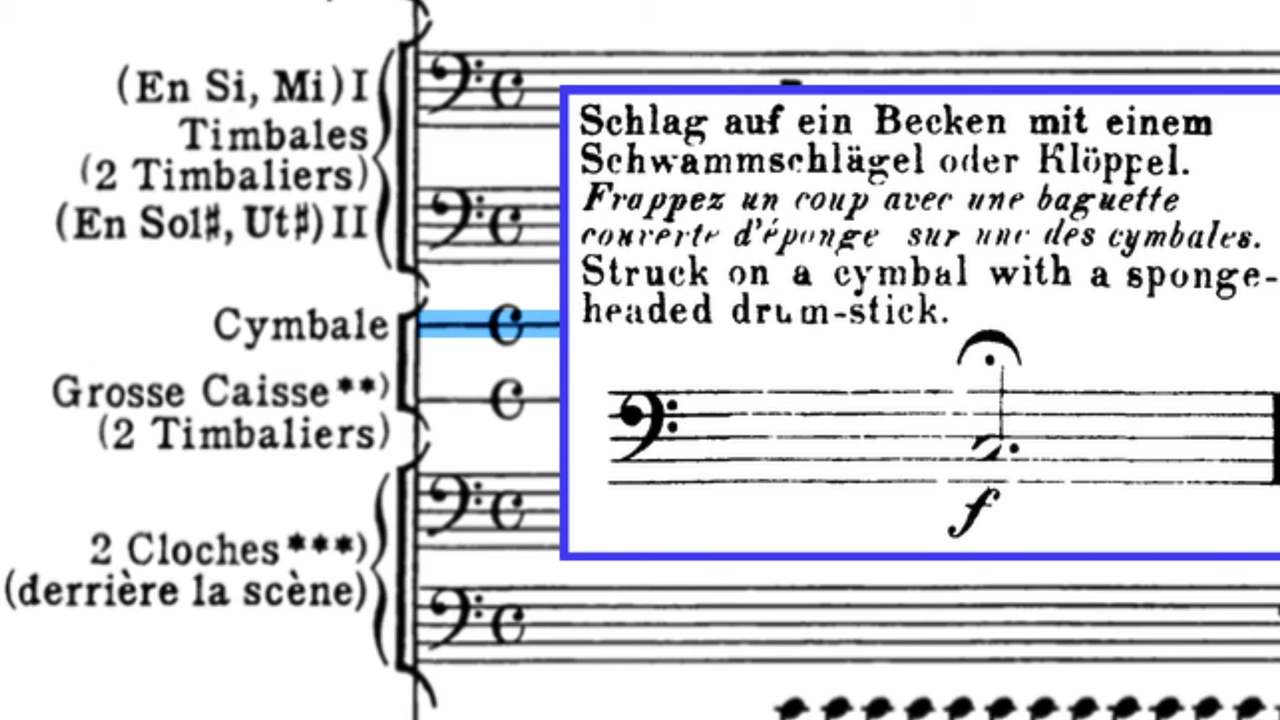 (En Si, Mi) I
Timbales
(2 Timbaliers)
(En Sol♯, Ut♯) II
Cymbale
Grosse Caisse **)
(2 Timbaliers)
2 Cloches ***)
(derrière la scène)
Schlag auf ein Becken mit einem
Schwammschlägel oder Klöppel.
Frappez un coup avec une baguette
couverte d'éponge sur une des cymbales.
Struck on a cymbal with a sponge-
headed drum-stick.
f